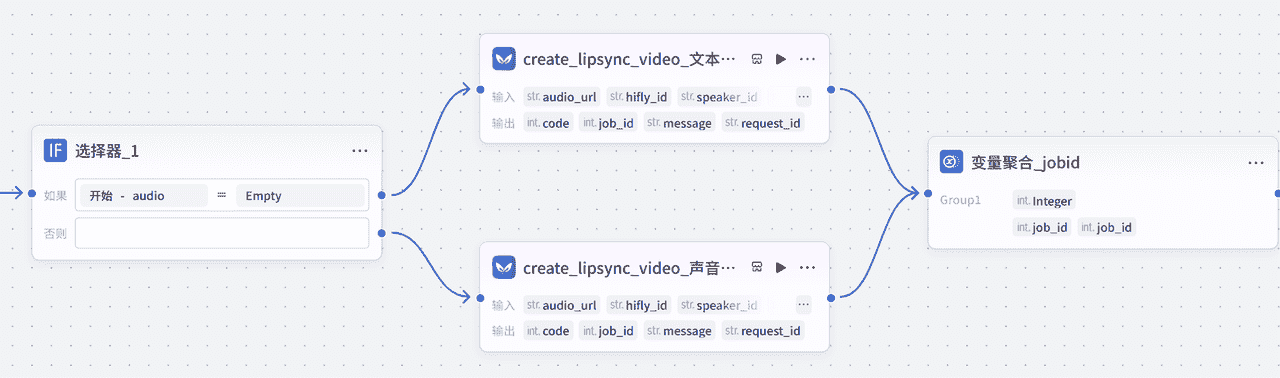 IF 选择器_1 ...
如果 开始 - audio = Empty
否则
create_lipsync_video_文本... ...
输入 str. audio_url str. hifly_id str. speaker_id ...
输出 int. code int. job_id str. message str. request_id
create_lipsync_video_声音... ...
输入 str. audio_url str. hifly_id str. speaker_id ...
输出 int. code int. job_id str. message str. request_id
变量聚合_jobid ...
Group1 int. Integer
int. job_id int. job_id